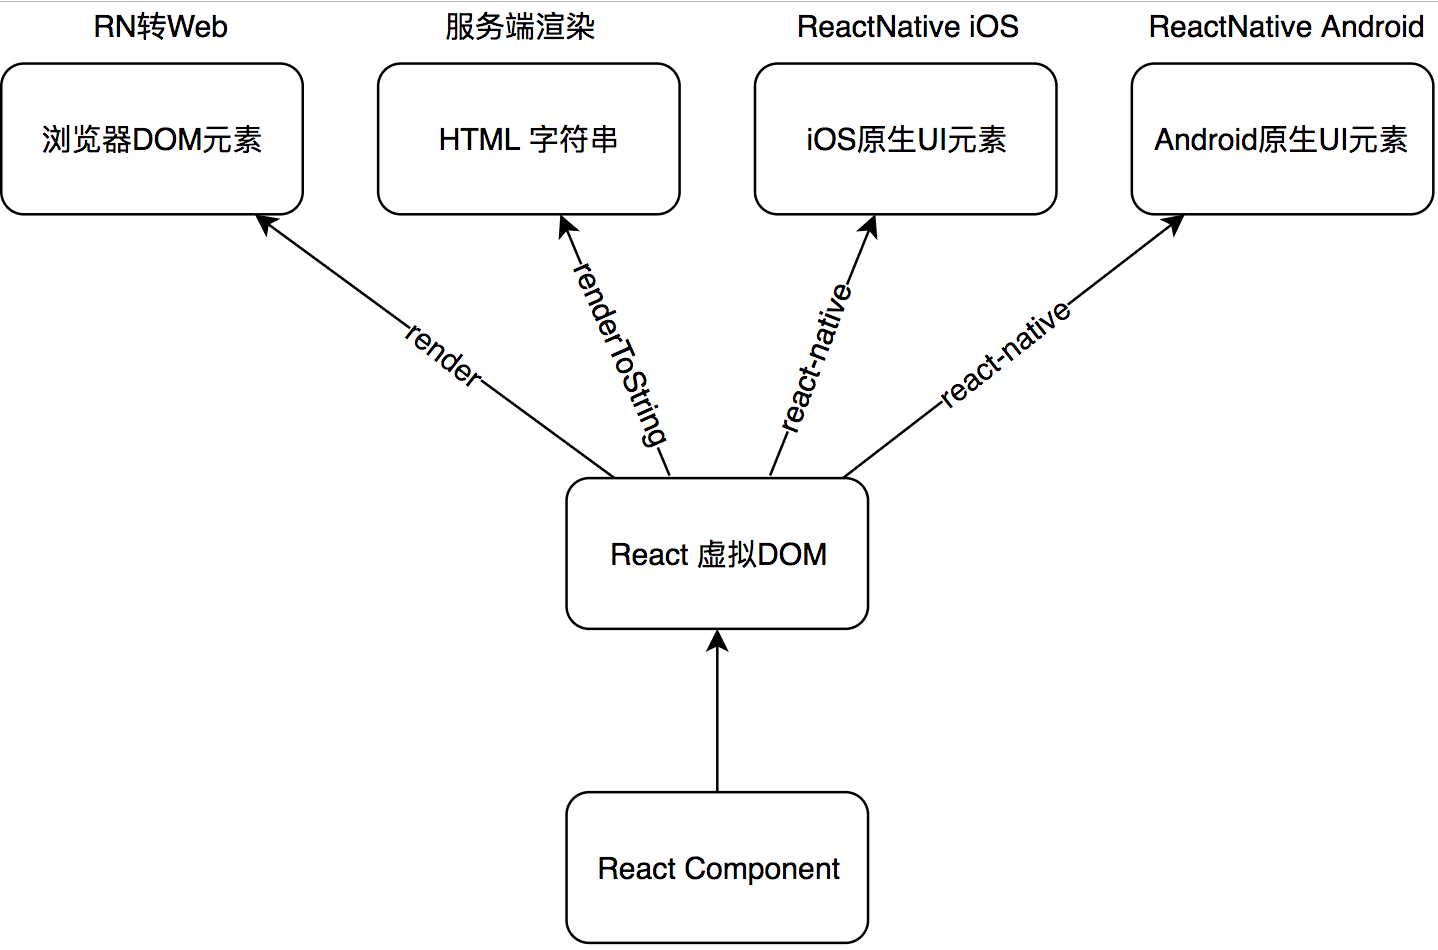 RN转Web
服务端渲染
ReactNative iOS
ReactNative Android
浏览器DOM元素
HTML 字符串
iOS原生UI元素
Android原生UI元素
render
renderToString
react-native
react-native
React 虚拟DOM
React Component